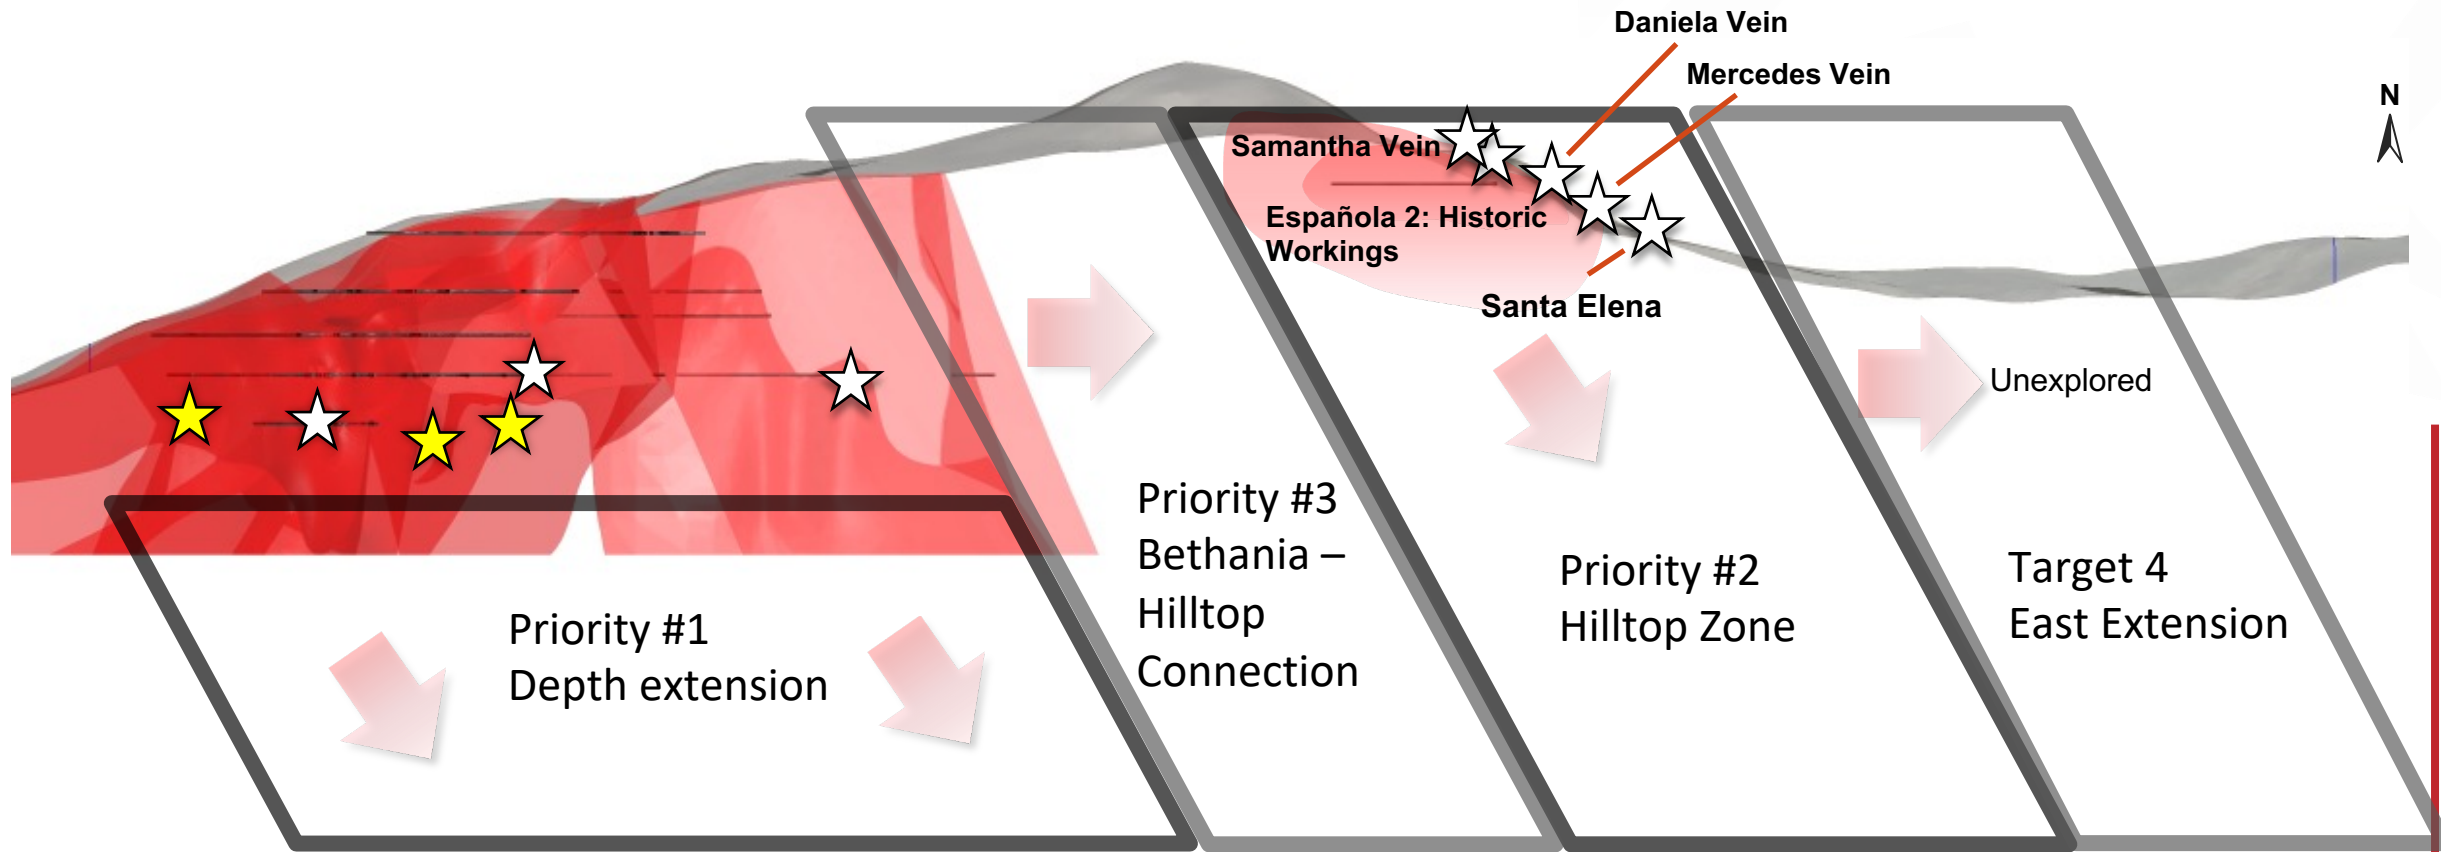 Daniela Vein
Mercedes Vein
N
Samantha Vein
Española 2: Historic
Workings
Santa Elena
Unexplored
Priority #3
Bethania –
Hilltop
Connection
Priority #2
Hilltop Zone
Target 4
East Extension
Priority #1
Depth extension